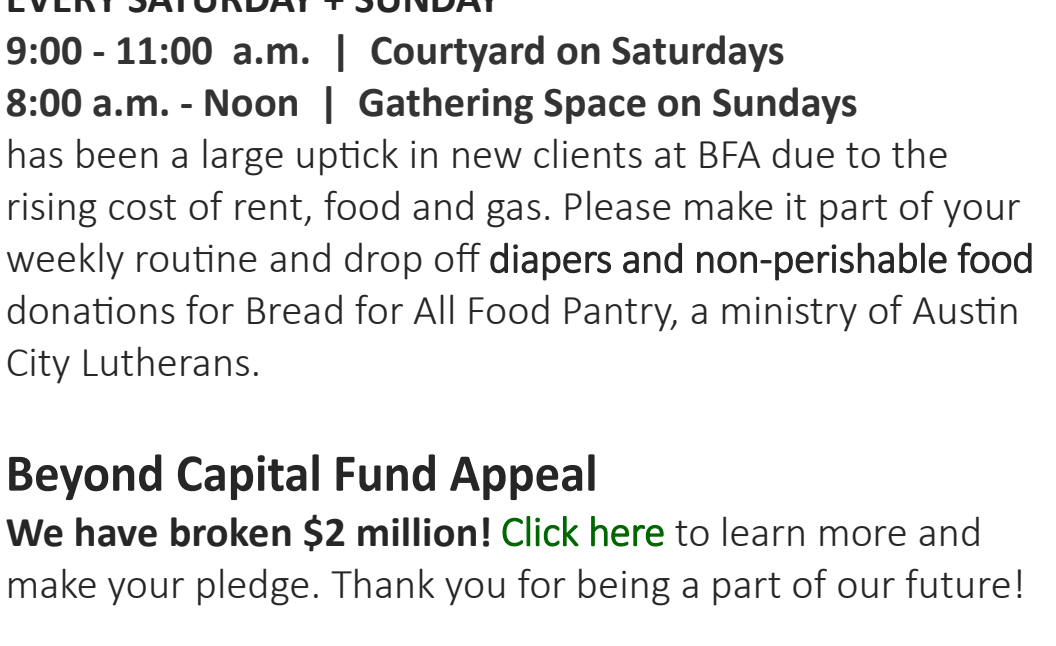 EVERY SATURDAY + SUNDAY
9:00 - 11:00 a.m. | Courtyard on Saturdays
8:00 a.m. - Noon | Gathering Space on Sundays
has been a large uptick in new clients at BFA due to the
rising cost of rent, food and gas. Please make it part of your
weekly routine and drop off diapers and non-perishable food
donations for Bread for All Food Pantry, a ministry of Austin
City Lutherans.
Beyond Capital Fund Appeal
We have broken $2 million! Click here to learn more and
make your pledge. Thank you for being a part of our future!